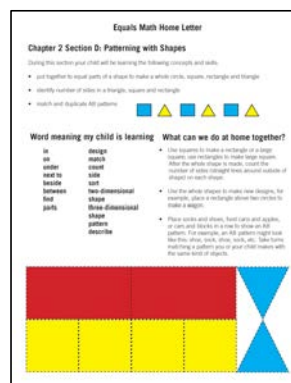 Equals Math Home Letter
Chapter 2 Section D: Patterning with Shapes
During this section your child will be learning the following concepts and skills:
• put together to equal parts of a shape to make a whole circle, square, rectangle and triangle
• identify number of sides in a triangle, square and rectangle
• match and duplicate AB patterns
Word meaning my child is learning
in
on
under
next to
beside
between
find
parts
design
match
count
side
sort
two-dimensional
shape
three-dimensional
shape
pattern
describe
What can we do at home together?
• Use squares to make a rectangle or a large
square; use rectangles to make large square.
After the whole shape is made, count the
number of sides (straight lines around outside of
shape) on each shape.
• Use the whole shapes to make new designs, for
example, place a rectangle above two circles to
make a wagon.
• Place socks and shoes, food cans and apples,
or cars and blocks in a row to show an AB
pattern. For example, an AB pattern might look
like this: shoe, sock, shoe, sock, etc. Take turns
matching a pattern you or your child makes with
the same kind of objects.